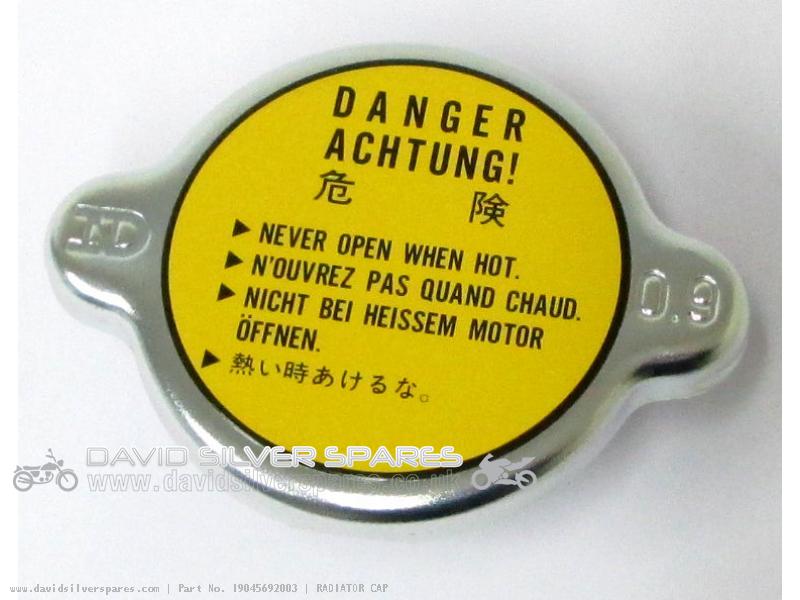 DANGER
ACHTUNG!
危 険
▶ NEVER OPEN WHEN HOT.
▶ N'OUVREZ PAS QUAND CHAUD.
▶ NICHT BEI HEISSEM MOTOR
ÖFFNEN.
▶ 熱い時あけるな。
ND
0.9
DAVID SILVER SPARES
www.davidsilverspares.co.uk
www.davidsilverspares.com | Part No. 19045692003 | RADIATOR CAP